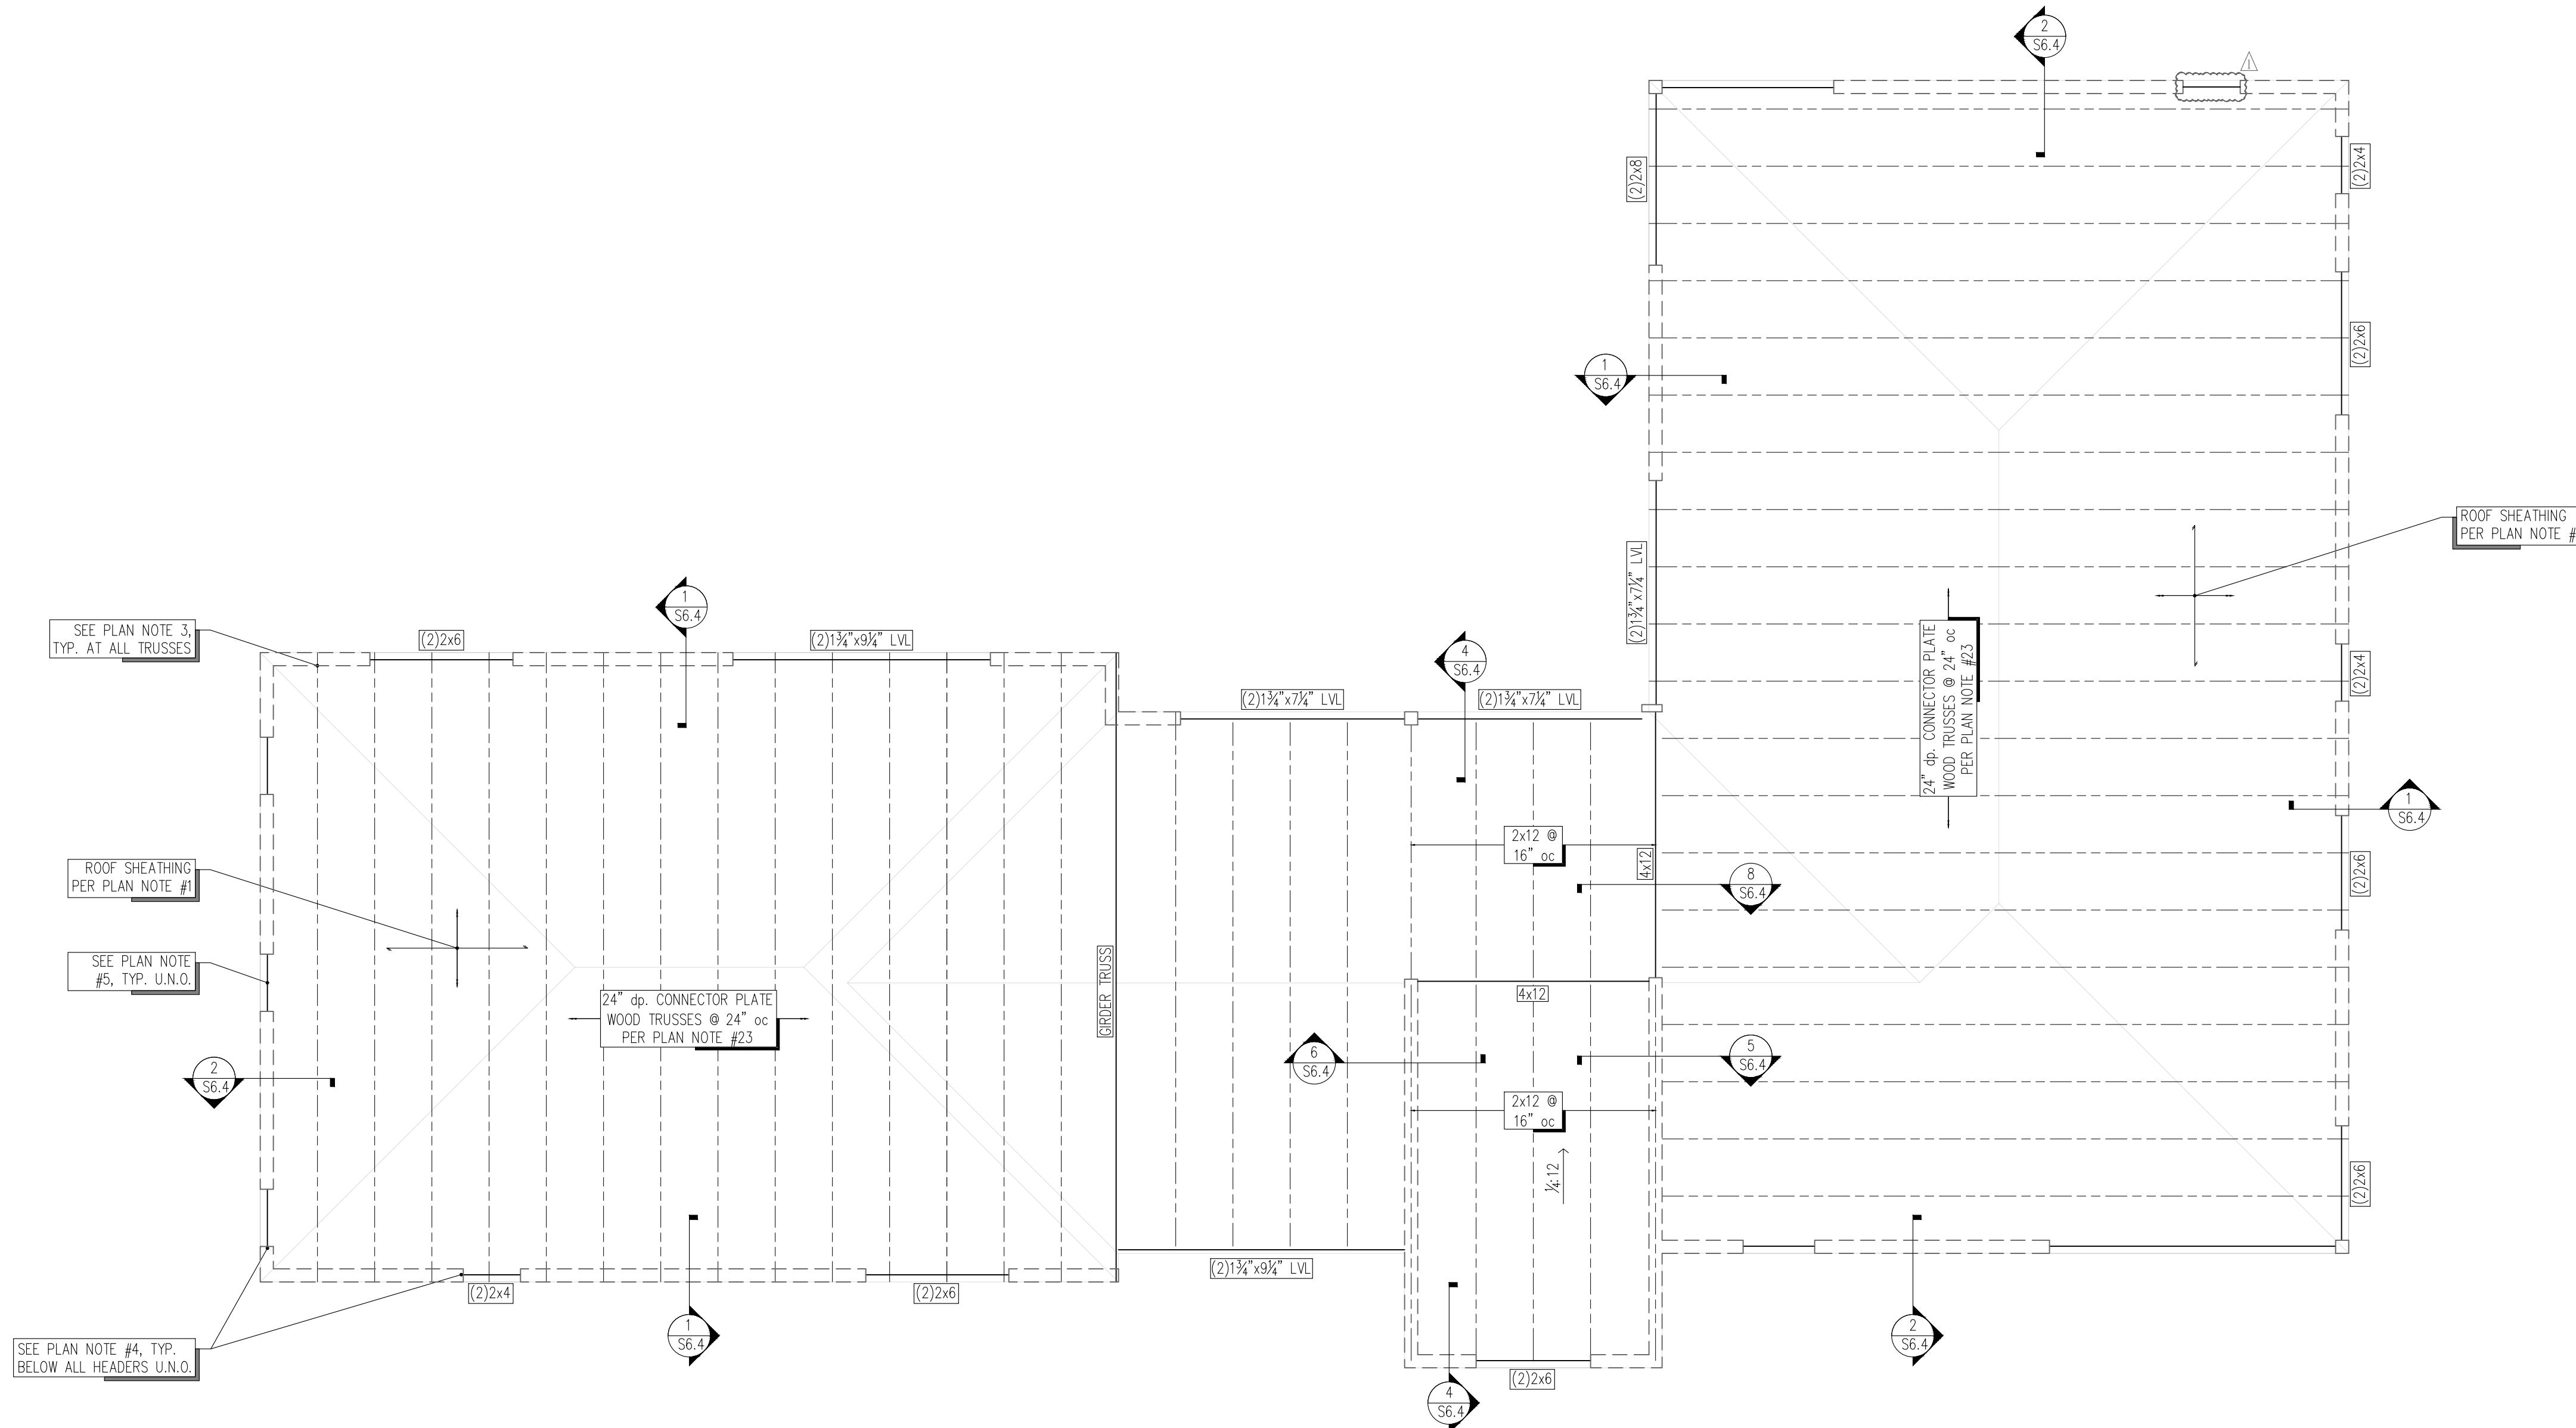 2
S6.4
1
(2)2x8
(2)2x4
1
S6.4
(2)2x6
ROOF SHEATHING
PER PLAN NOTE #
(2)1¾"x7¼" LVL
24" dp. CONNECTOR PLATE
WOOD TRUSSES @ 24" oc
PER PLAN NOTE #23
(2)2x4
1
S6.4
(2)2x6
(2)2x6
SEE PLAN NOTE 3,
TYP. AT ALL TRUSSES
(2)2x6
1
S6.4
(2)1¾"x9¼" LVL
4
S6.4
(2)1¾"x7¼" LVL
(2)1¾"x7¼" LVL
2x12 @
16" oc
4x12
8
S6.4
ROOF SHEATHING
PER PLAN NOTE #1
SEE PLAN NOTE
#5, TYP. U.N.O.
24" dp. CONNECTOR PLATE
WOOD TRUSSES @ 24" oc
PER PLAN NOTE #23
GIRDER TRUSS
4x12
2
S6.4
6
S6.4
5
S6.4
2x12 @
16" oc
¼:12
(2)1¾"x9¼" LVL
(2)2x4
(2)2x6
1
S6.4
2
S6.4
SEE PLAN NOTE #4, TYP.
BELOW ALL HEADERS U.N.O.
(2)2x6
4
S6.4